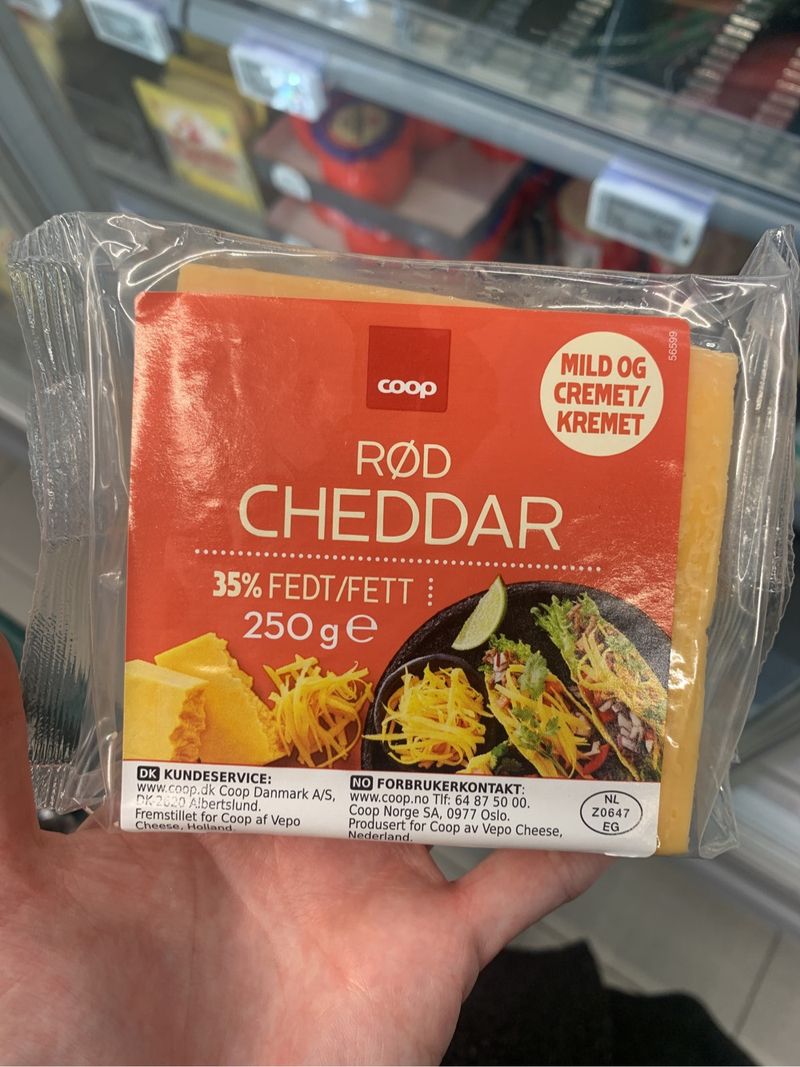 coop
MILD OG
CREMET/
KREMET
56599
RØD
CHEDDAR
35% FEDT/FETT
250 g e
DK KUNDESERVICE:
www.coop.dk Coop Danmark A/S,
DK-2620 Albertslund.
Fremstillet for Coop af Vepo
Cheese, Holland.
NO FORBRUKERKONTAKT:
www.coop.no Tlf: 64 87 50 00.
Coop Norge SA, 0977 Oslo.
Produsert for Coop av Vepo Cheese,
Nederland.
NL
Z0647
EG